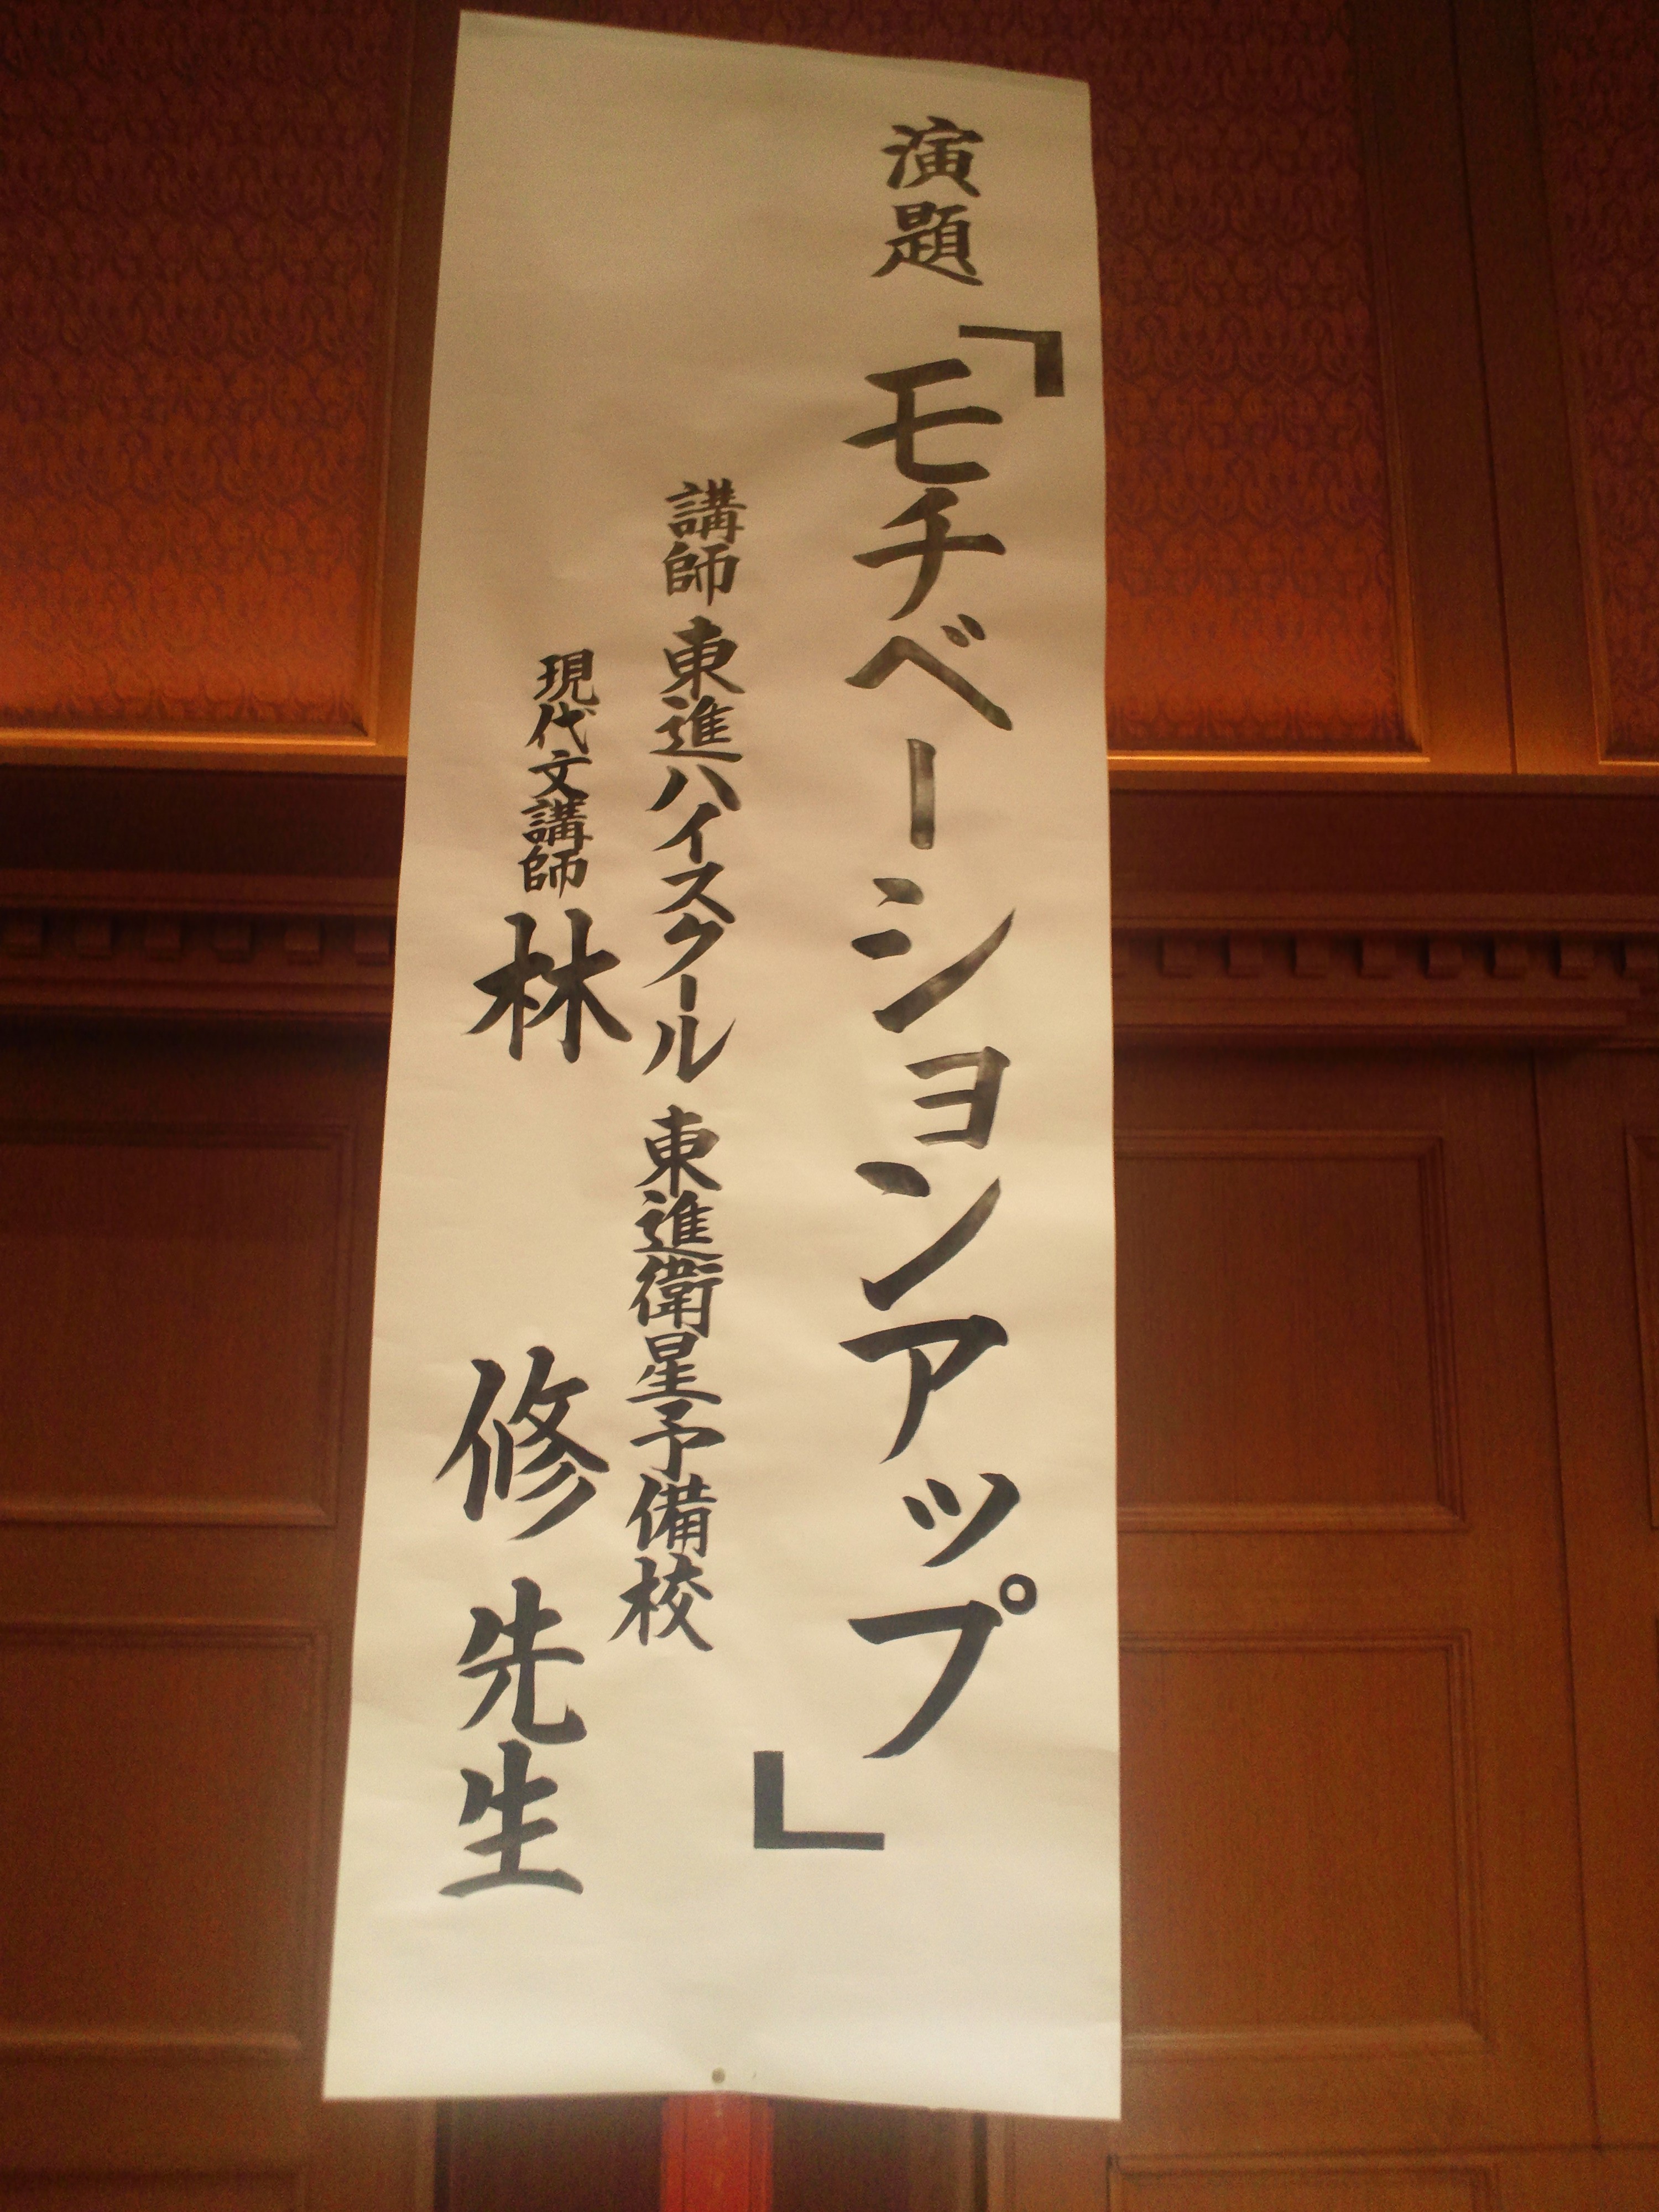 演題「モチベーションアップ」
講師 東進ハイスクール 東進衛星予備校
現代文講師 林 修 先生